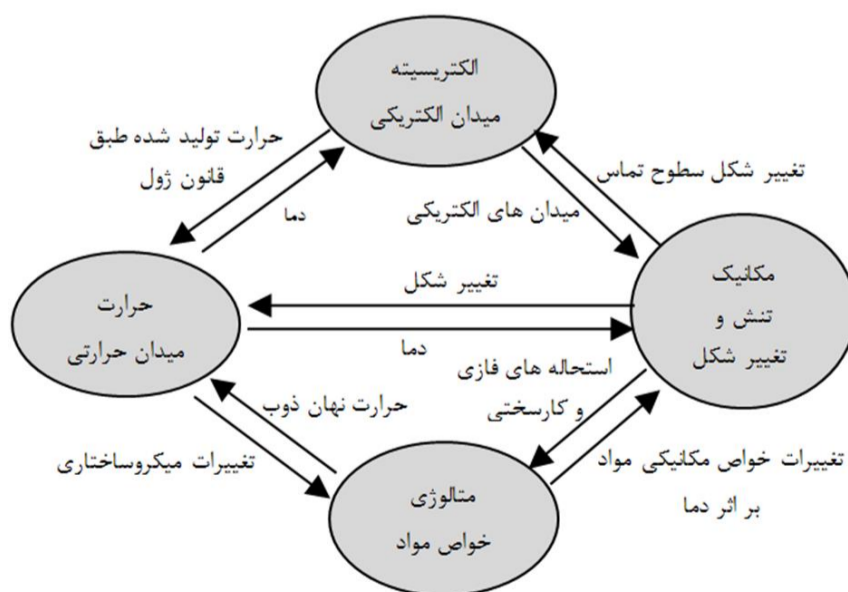 الکتریسیته
میدان الکتریکی
حرارت تولید شده طبق
قانون ژول
دما
تغییر شکل سطوح تماس
میدان های الکتریکی
مکانیک
تنش و
تغییر شکل
حرارت
میدان حرارتی
تغییر شکل
دما
استحاله های فازی
و کارسختی
حرارت نهان ذوب
تغییرات میکروساختاری
متالوژی
خواص مواد
تغییرات خواص مکانیکی مواد
بر اثر دما